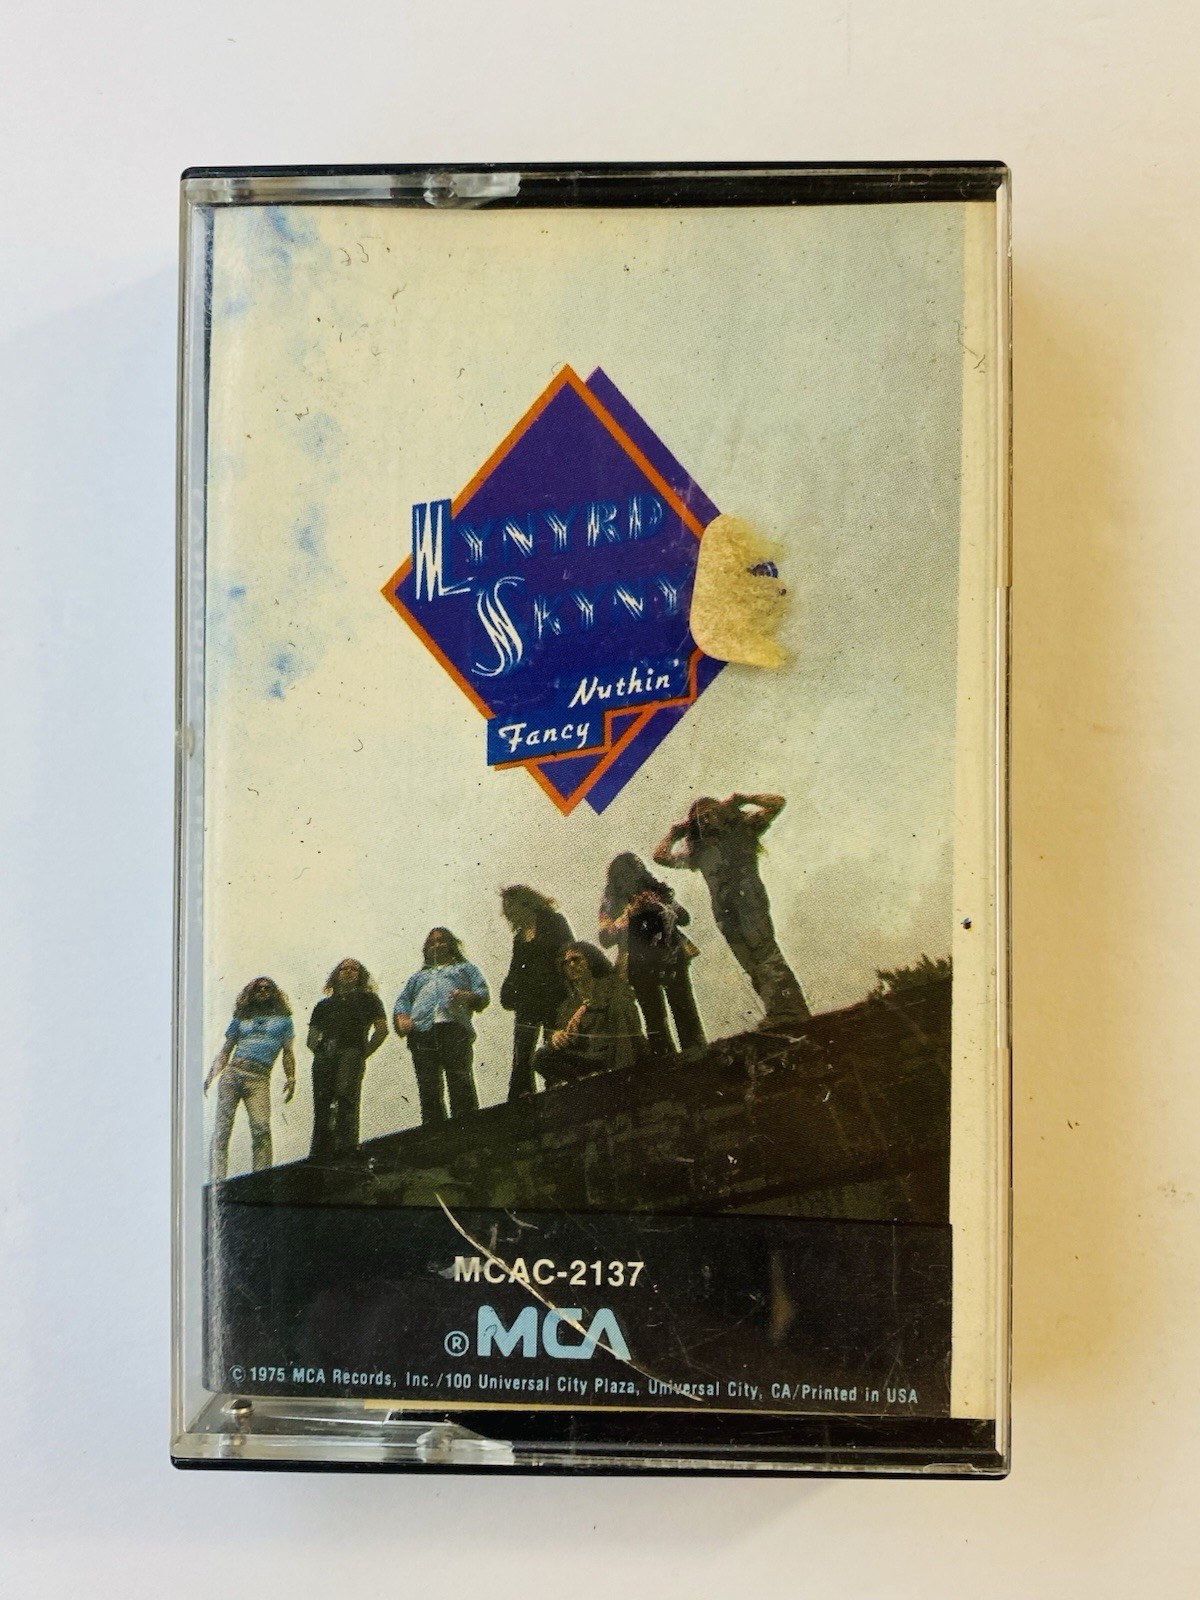 LYNYRD
SKYNY
Nuthin'
Fancy
MCAC-2137
® MCA
© 1975 MCA Records, Inc./100 Universal City Plaza, Universal City, CA/Printed in USA